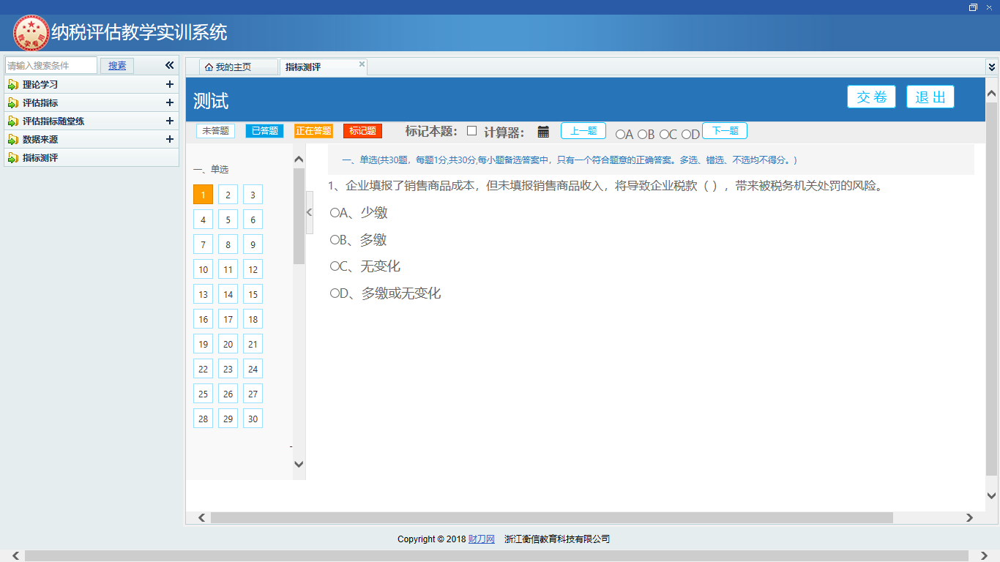 纳税评估教学实训系统
请输入搜索条件 搜素
理论学习
评估指标
评估指标随堂练
数据来源
指标测评
我的主页 指标测评
测试 交 卷 退 出
未答题 已答题 正在答题 标记题 标记本题： 计算器： 上一题 A B C D 下一题
一、单选
1 2 3
4 5 6
7 8 9
10 11 12
13 14 15
16 17 18
19 20 21
22 23 24
25 26 27
28 29 30
一、单选(共30题，每题1分,共30分,每小题备选答案中，只有一个符合题意的正确答案。多选、错选、不选均不得分。)
1、企业填报了销售商品成本，但未填报销售商品收入，将导致企业税款（ ），带来被税务机关处罚的风险。
A、少缴
B、多缴
C、无变化
D、多缴或无变化
Copyright © 2018 财刀网 浙江衡信教育科技有限公司